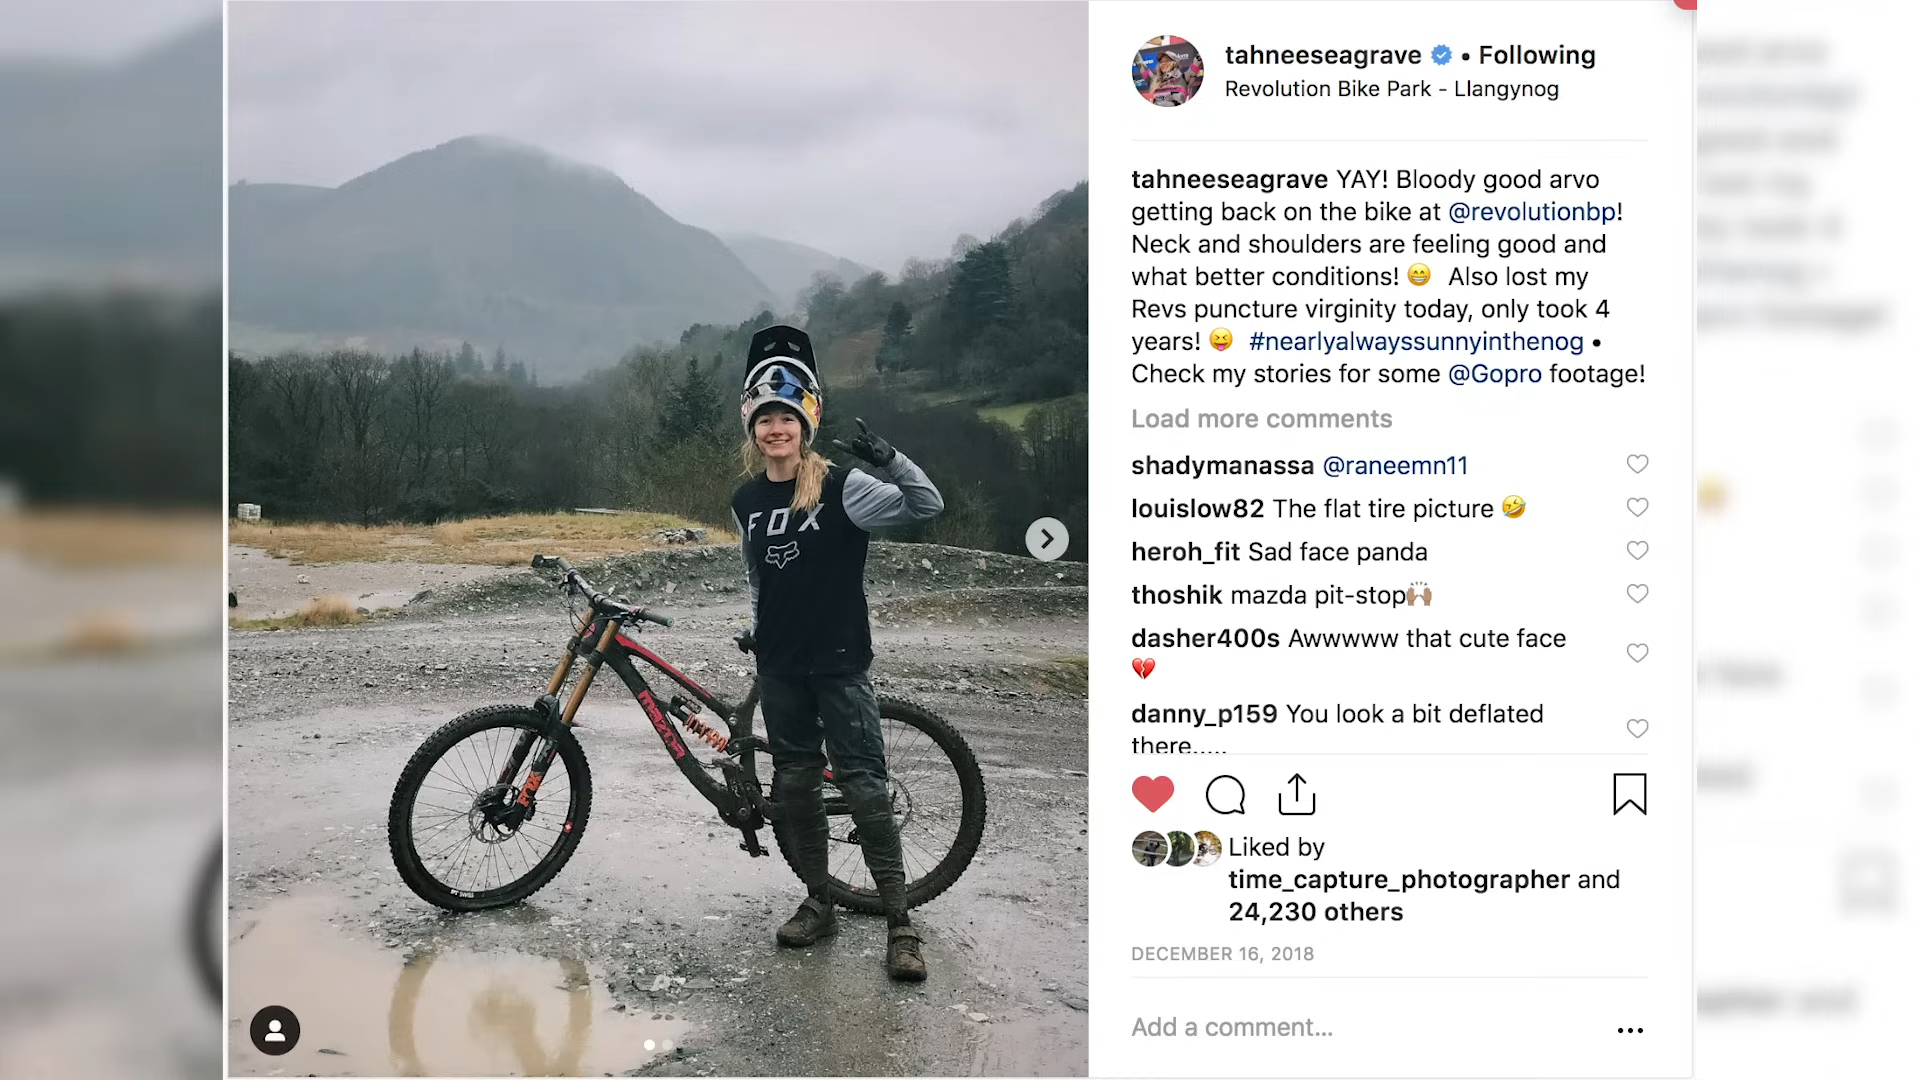 tahneeseagrave • Following
Revolution Bike Park - Llangynog
tahneeseagrave YAY! Bloody good arvo
getting back on the bike at @revolutionbp!
Neck and shoulders are feeling good and
what better conditions! 😁 Also lost my
Revs puncture virginity today, only took 4
years! 😝 #nearlyalwayssunnyinthenog •
Check my stories for some @Gopro footage!
Load more comments
shadymanassa @raneemn11
louislow82 The flat tire picture 🤣
heroh_fit Sad face panda
thoshik mazda pit-stop🙌🏽
dasher400s Awwwww that cute face
💔
danny_p159 You look a bit deflated
there.....
Liked by
time_capture_photographer and
24,230 others
DECEMBER 16, 2018
Add a comment...
FOX
FOX